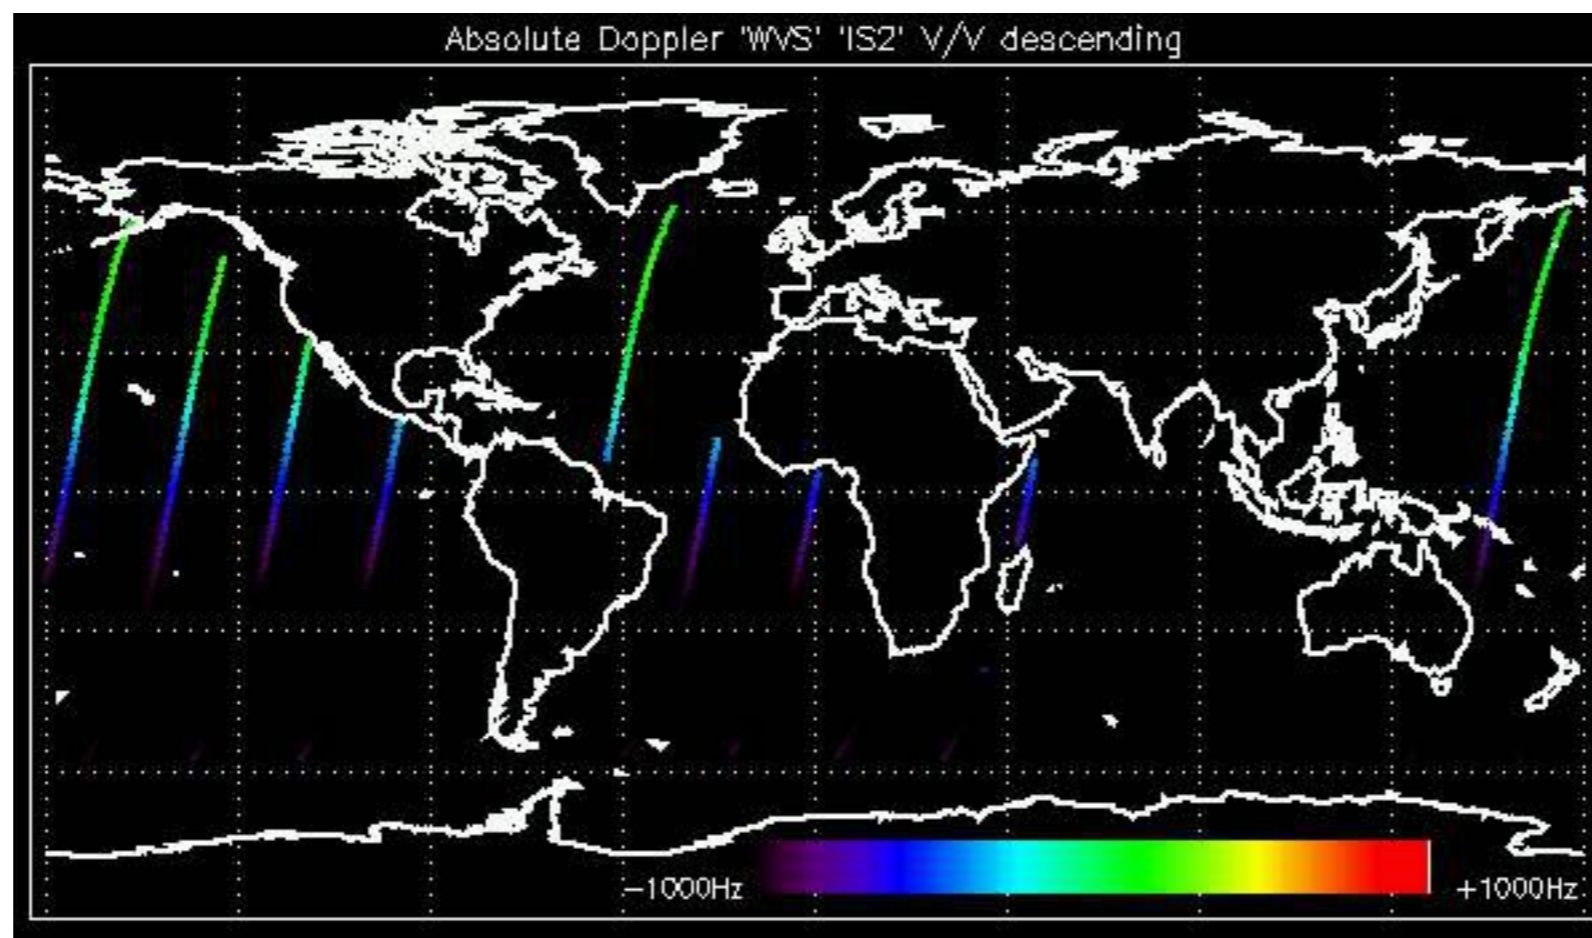 Absolute Doppler 'WVS' 'IS2' V/V descending
−1000Hz +1000Hz